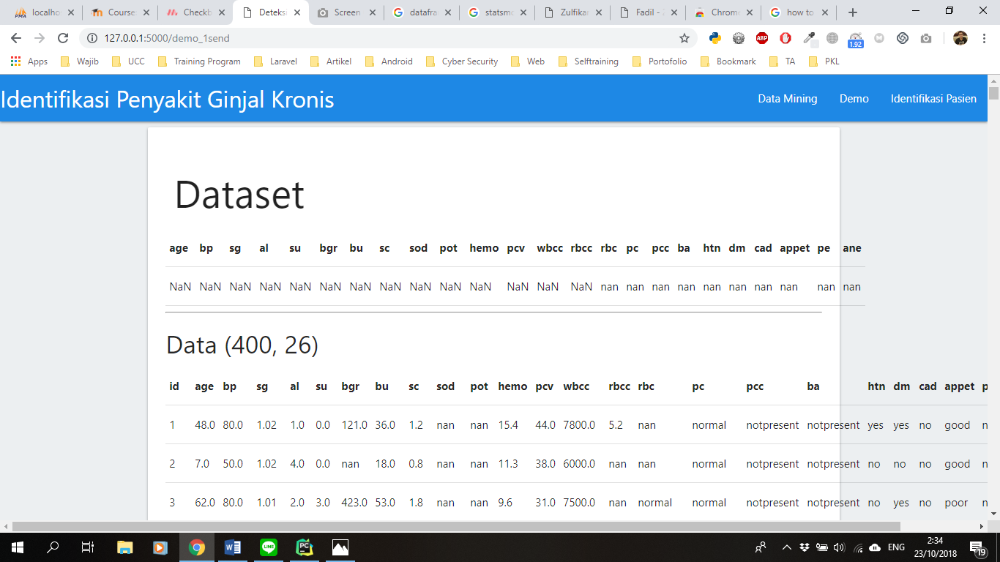 localho Course: Checkb Deteks Screen datafra statsm Zulfikar Fadil - Chrom how to
127.0.0.1:5000/demo_1send ABP 1.92
Apps Wajib UCC Training Program Laravel Artikel Android Cyber Security Web Selftraining Portofolio Bookmark TA PKL
Identifikasi Penyakit Ginjal Kronis Data Mining Demo Identifikasi Pasien
Dataset
age bp sg al su bgr bu sc sod pot hemo pcv wbcc rbcc rbc pc pcc ba htn dm cad appet pe ane
NaN NaN NaN NaN NaN NaN NaN NaN NaN NaN NaN NaN NaN NaN nan nan nan nan nan nan nan nan nan nan
Data (400, 26)
id age bp sg al su bgr bu sc sod pot hemo pcv wbcc rbcc rbc pc pcc ba htn dm cad appet p
1 48.0 80.0 1.02 1.0 0.0 121.0 36.0 1.2 nan nan 15.4 44.0 7800.0 5.2 nan normal notpresent notpresent yes yes no good n
2 7.0 50.0 1.02 4.0 0.0 nan 18.0 0.8 nan nan 11.3 38.0 6000.0 nan nan normal notpresent notpresent no no no good n
3 62.0 80.0 1.01 2.0 3.0 423.0 53.0 1.8 nan nan 9.6 31.0 7500.0 nan normal normal notpresent notpresent no yes no poor n
ENG 2:34
23/10/2018 19